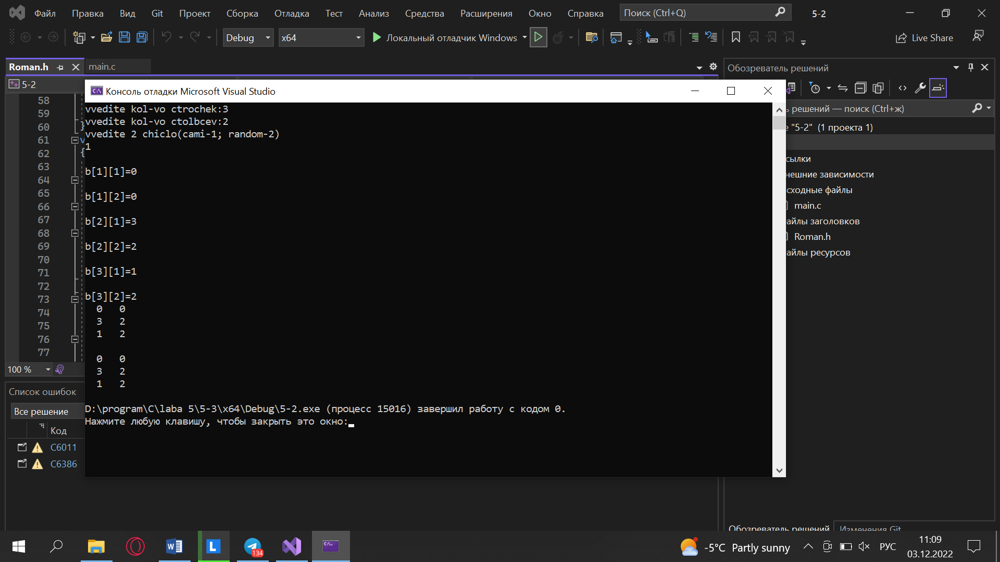 Файл Правка Вид Git Проект Сборка Отладка Тест Анализ Средства Расширения Окно Справка Поиск (Ctrl+Q) 5-2
Debug x64 Локальный отладчик Windows Live Share
Roman.h main.c
5-2
58
59
60 }
61 v
62 {
63
64
65
66
67
68
69
70
71
72
73
74
75
76
77
100 %
Список ошибок
Все решение
Код
C6011
C6386
Консоль отладки Microsoft Visual Studio
vvedite kol-vo ctrochek:3
vvedite kol-vo ctolbcev:2
vvedite 2 chiclo(cami-1; random-2)
1
b[1][1]=0
b[1][2]=0
b[2][1]=3
b[2][2]=2
b[3][1]=1
b[3][2]=2
0 0
3 2
1 2
0 0
3 2
1 2
D:\program\C\laba 5\5-3\x64\Debug\5-2.exe (процесс 15016) завершил работу с кодом 0.
Нажмите любую клавишу, чтобы закрыть это окно:
Обозреватель решений
решений — поиск (Ctrl+ж)
"5-2" (1 проекта 1)
сылки
нешние зависимости
сходные файлы
main.c
айлы заголовков
Roman.h
айлы ресурсов
Обозреватель решений Изменения Git
134
-5°C Partly sunny РУС 11:09
03.12.2022